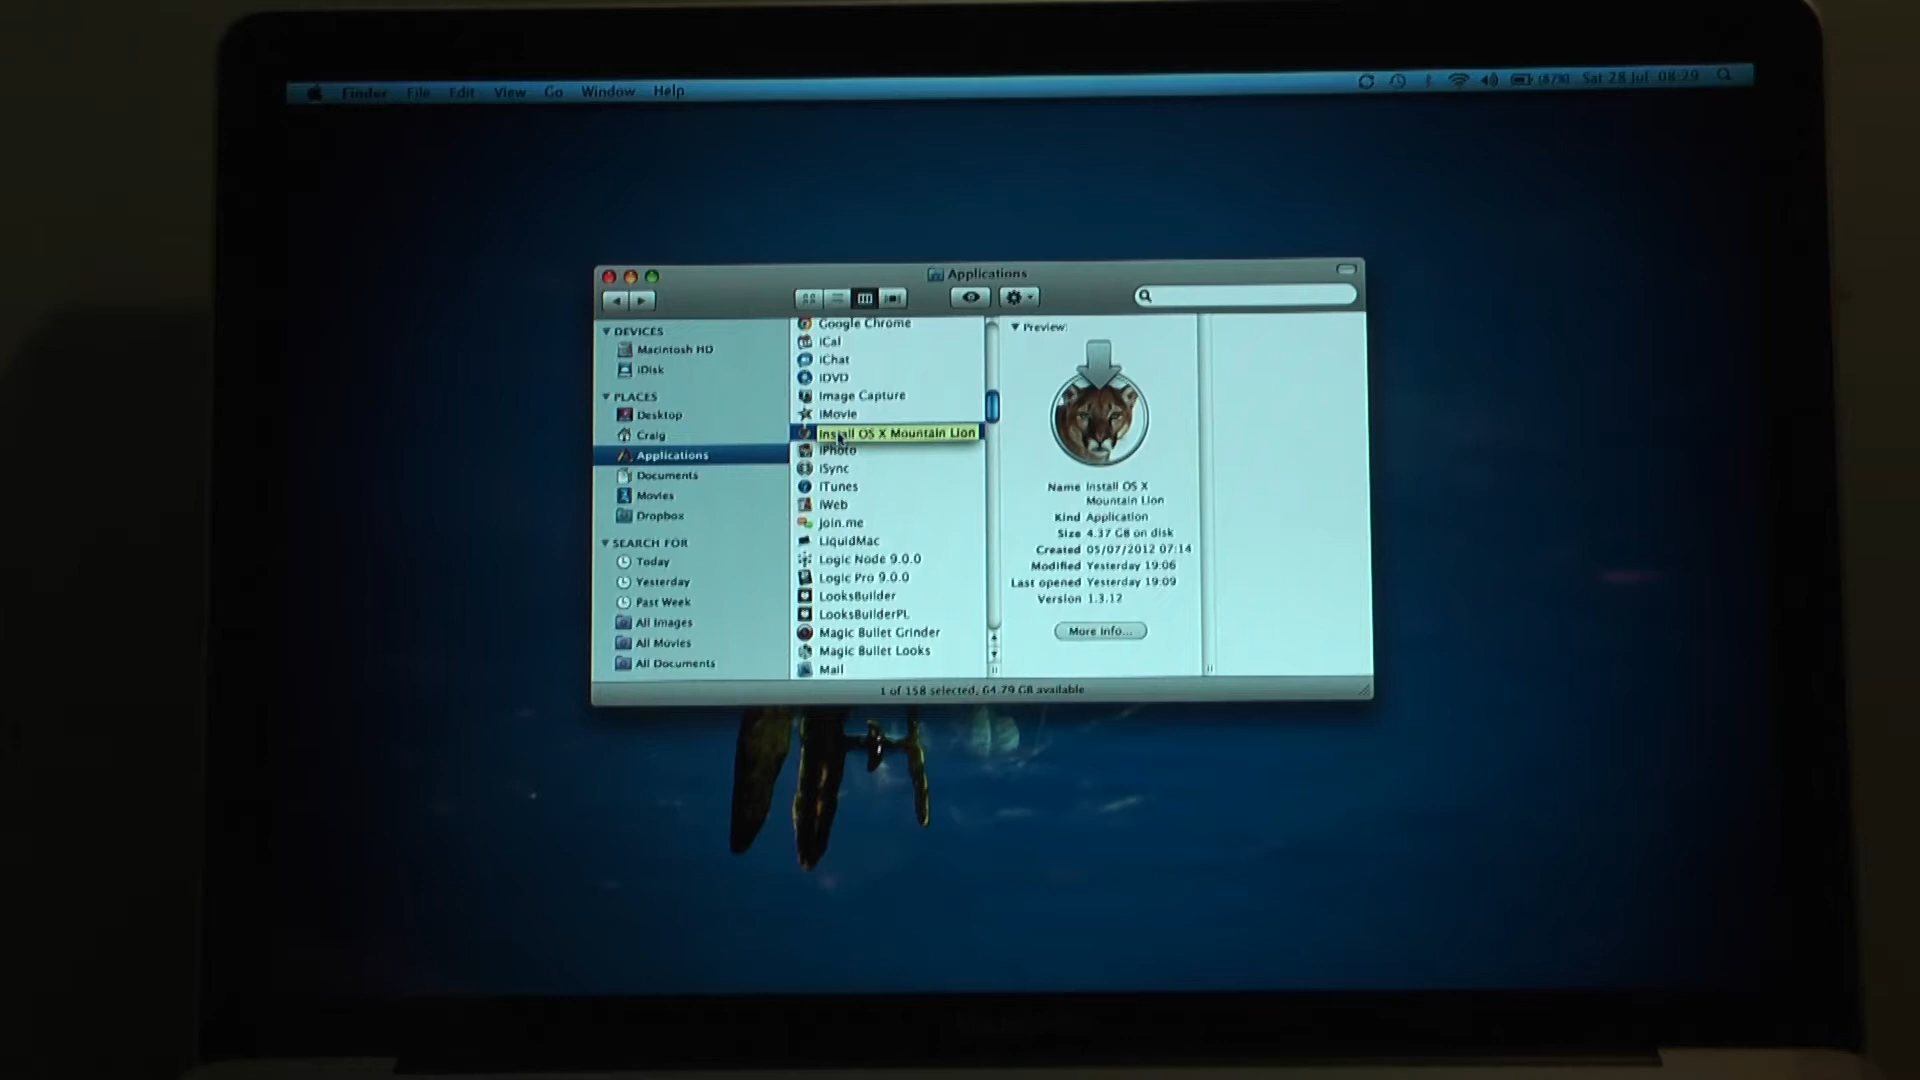 Finder File Edit View Go Window Help
(87%) Sat 28 Jul 08:29
Applications
DEVICES
Macintosh HD
iDisk
PLACES
Desktop
Craig
Applications
Documents
Movies
Dropbox
SEARCH FOR
Today
Yesterday
Past Week
All Images
All Movies
All Documents
Google Chrome
iCal
iChat
iDVD
Image Capture
iMovie
Install OS X Mountain Lion
iPhoto
iSync
iTunes
iWeb
join.me
LiquidMac
Logic Node 9.0.0
Logic Pro 9.0.0
LooksBuilder
LooksBuilderPL
Magic Bullet Grinder
Magic Bullet Looks
Mail
Preview:
Name Install OS X
Mountain Lion
Kind Application
Size 4.37 GB on disk
Created 05/07/2012 07:14
Modified Yesterday 19:06
Last opened Yesterday 19:09
Version 1.3.12
More info...
1 of 158 selected, 64.79 GB available